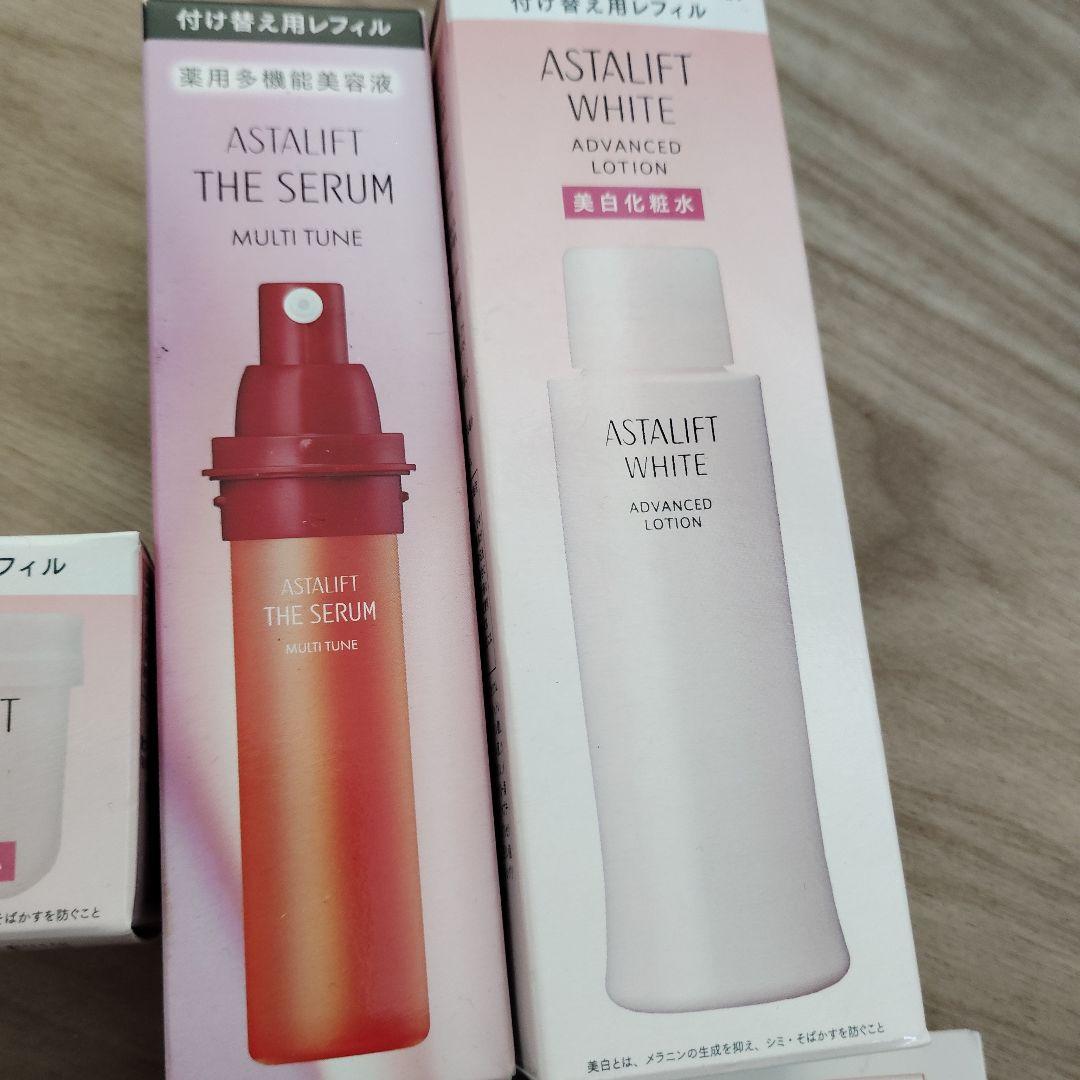 付け替え用レフィル
薬用多機能美容液
ASTALIFT
THE SERUM
MULTI TUNE
ASTALIFT
THE SERUM
MULTI TUNE
付け替え用レフィル
ASTALIFT
WHITE
ADVANCED
LOTION
美白化粧水
ASTALIFT
WHITE
ADVANCED
LOTION
美白とは、メラニンの生成を抑え、シミ・そばかすを防ぐこと
フィル
T
そばかすを防ぐこと